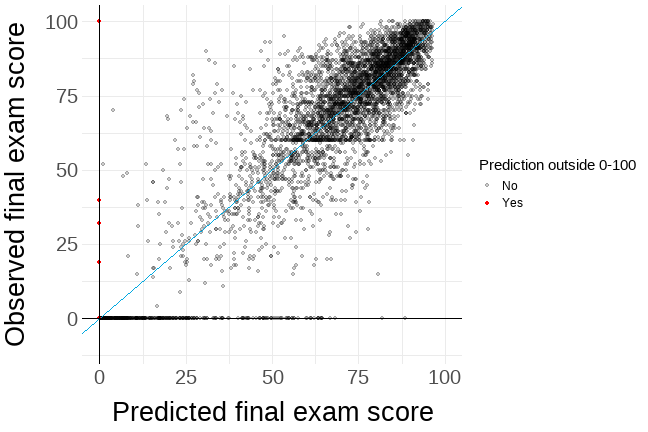 Observed final exam score
100
75
50
25
0
0 25 50 75 100
Predicted final exam score
Prediction outside 0-100
No
Yes